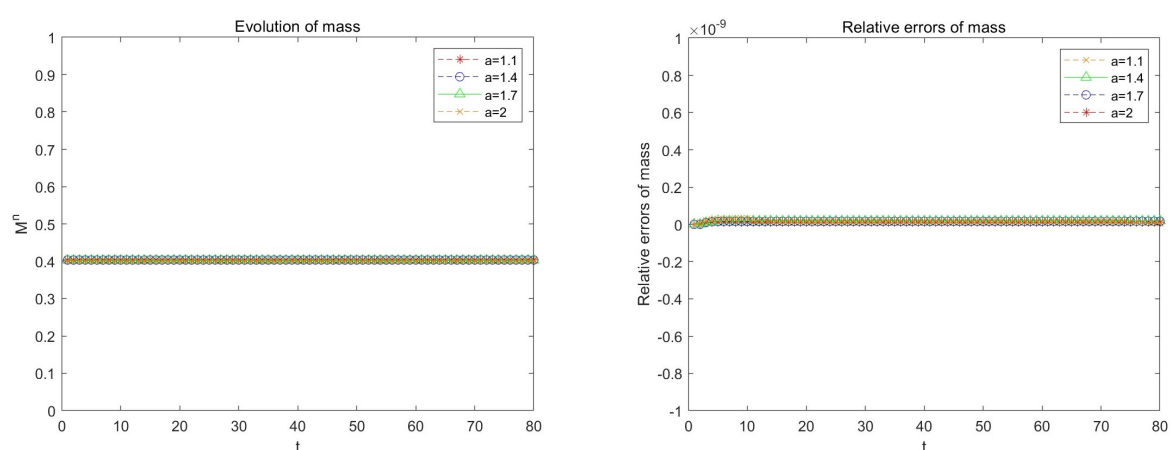 Evolution of mass
1
0.9
0.8
0.7
0.6
0.5
0.4
0.3
0.2
0.1
0
M^n
a=1.1
a=1.4
a=1.7
a=2
0 10 20 30 40 50 60 70 80
t
×10^-9
Relative errors of mass
1
0.8
0.6
0.4
0.2
0
-0.2
-0.4
-0.6
-0.8
-1
Relative errors of mass
a=1.1
a=1.4
a=1.7
a=2
0 10 20 30 40 50 60 70 80
t